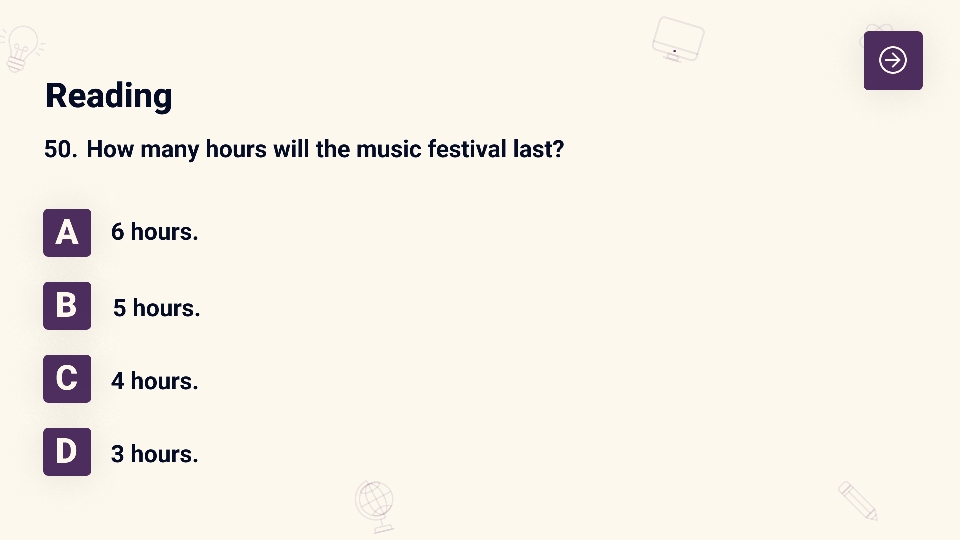 Reading
50. How many hours will the music festival last?
A 6 hours.
B 5 hours.
C 4 hours.
D 3 hours.